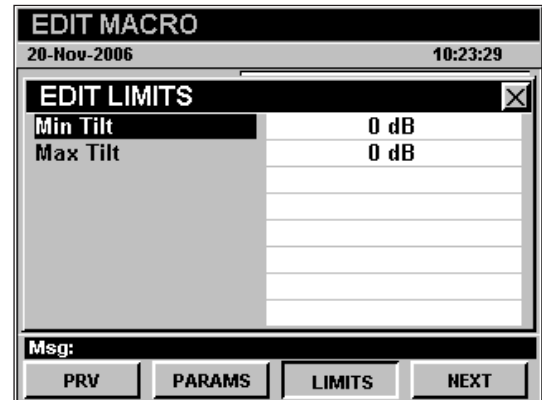 EDIT MACRO
20-Nov-2006 10:23:29
EDIT LIMITS
Min Tilt 0 dB
Max Tilt 0 dB
Msg:
PRV PARAMS LIMITS NEXT